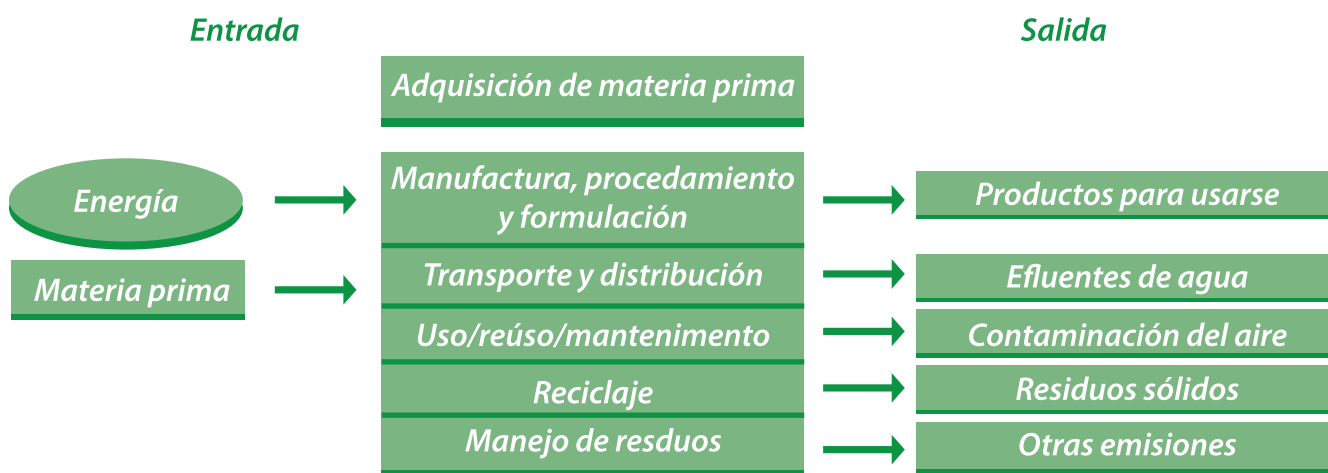 Entrada
Salida
Adquisición de materia prima
Energía
Manufactura, procedamiento
y formulación
Productos para usarse
Materia prima
Transporte y distribución
Efluentes de agua
Uso/reúso/mantenimento
Contaminación del aire
Reciclaje
Residuos sólidos
Manejo de resduos
Otras emisiones